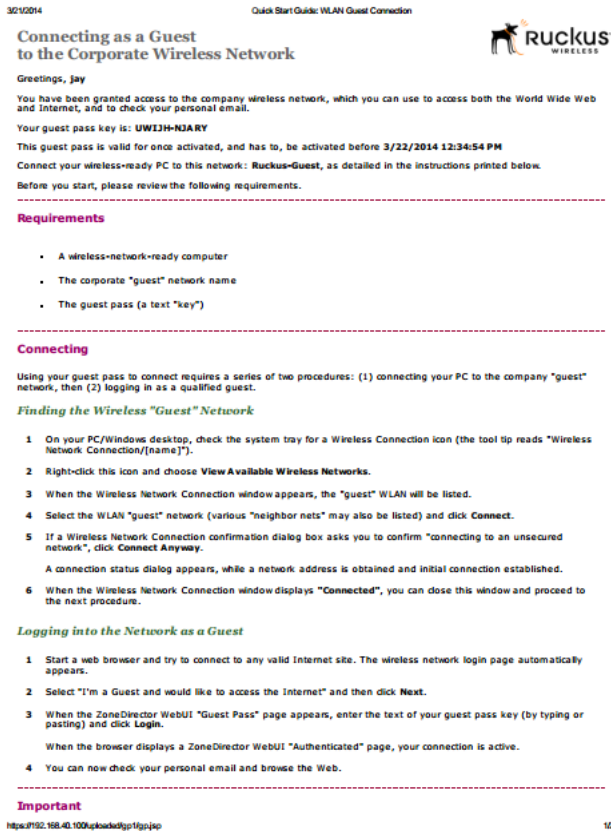 3/21/2014 Quick Start Guide: WLAN Guest Connection
Connecting as a Guest
to the Corporate Wireless Network
RUCKUS
WIRELESS
Greetings, jay
You have been granted access to the company wireless network, which you can use to access both the World Wide Web
and Internet, and to check your personal email.
Your guest pass key is: UWIJH-NJARY
This guest pass is valid for once activated, and has to, be activated before 3/22/2014 12:34:54 PM
Connect your wireless-ready PC to this network: Ruckus-Guest, as detailed in the instructions printed below.
Before you start, please review the following requirements.
Requirements
• A wireless-network-ready computer
• The corporate "guest" network name
• The guest pass (a text "key")
Connecting
Using your guest pass to connect requires a series of two procedures: (1) connecting your PC to the company "guest"
network, then (2) logging in as a qualified guest.
Finding the Wireless "Guest" Network
1 On your PC/Windows desktop, check the system tray for a Wireless Connection icon (the tool tip reads "Wireless
Network Connection/[name]").
2 Right-click this icon and choose View Available Wireless Networks.
3 When the Wireless Network Connection window appears, the "guest" WLAN will be listed.
4 Select the WLAN "guest" network (various "neighbor nets" may also be listed) and click Connect.
5 If a Wireless Network Connection confirmation dialog box asks you to confirm "connecting to an unsecured
network", click Connect Anyway.
A connection status dialog appears, while a network address is obtained and initial connection established.
6 When the Wireless Network Connection window displays "Connected", you can close this window and proceed to
the next procedure.
Logging into the Network as a Guest
1 Start a web browser and try to connect to any valid Internet site. The wireless network login page automatically
appears.
2 Select "I'm a Guest and would like to access the Internet" and then click Next.
3 When the ZoneDirector WebUI "Guest Pass" page appears, enter the text of your guest pass key (by typing or
pasting) and click Login.
When the browser displays a ZoneDirector WebUI "Authenticated" page, your connection is active.
4 You can now check your personal email and browse the Web.
Important
https://192.168.40.100/uploaded/gp1/gp.jsp 1/